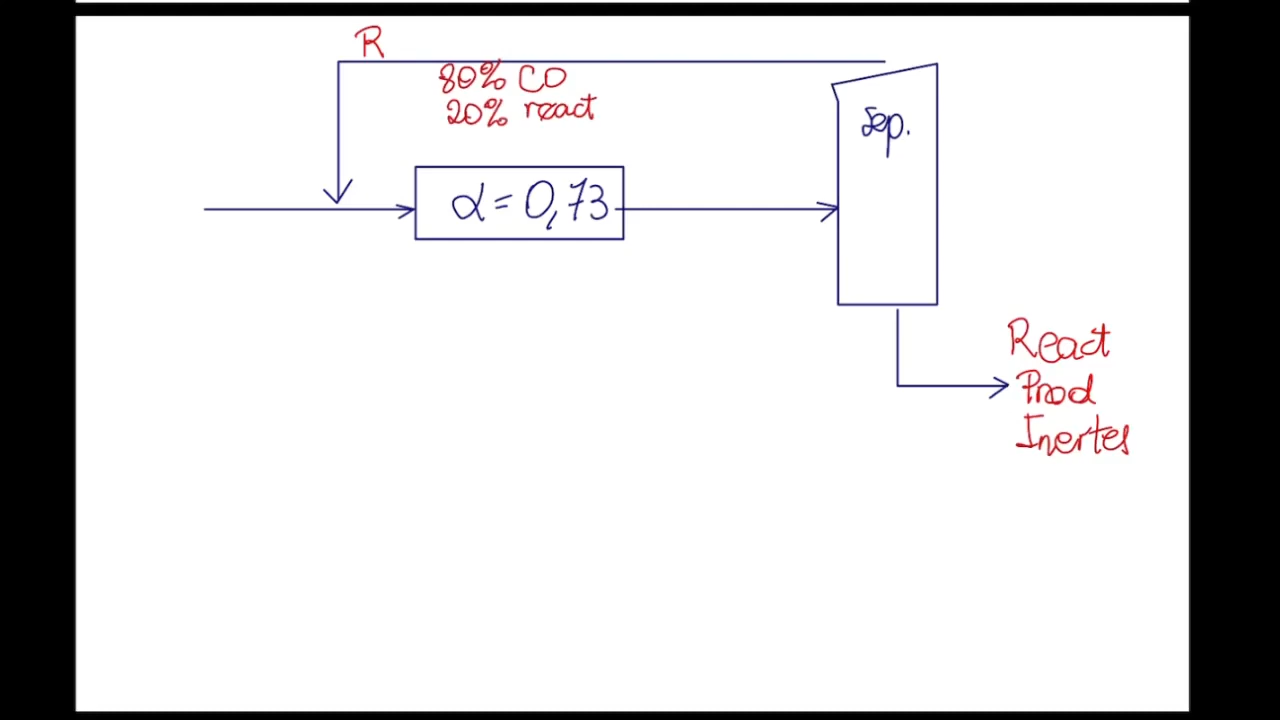 R
80% CO
20% react
Sep.
α = 0,73
React
Prod
Inertes